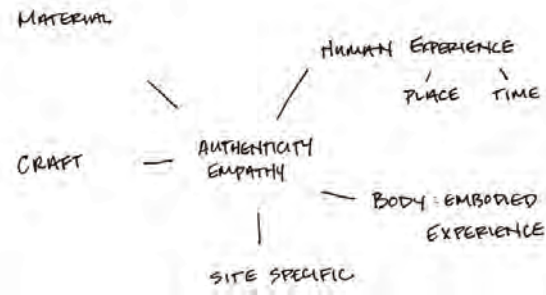 MATERIAL
HUMAN EXPERIENCE
PLACE TIME
CRAFT
AUTHENTICITY
EMPATHY
BODY : EMBODIED
EXPERIENCE
SITE SPECIFIC